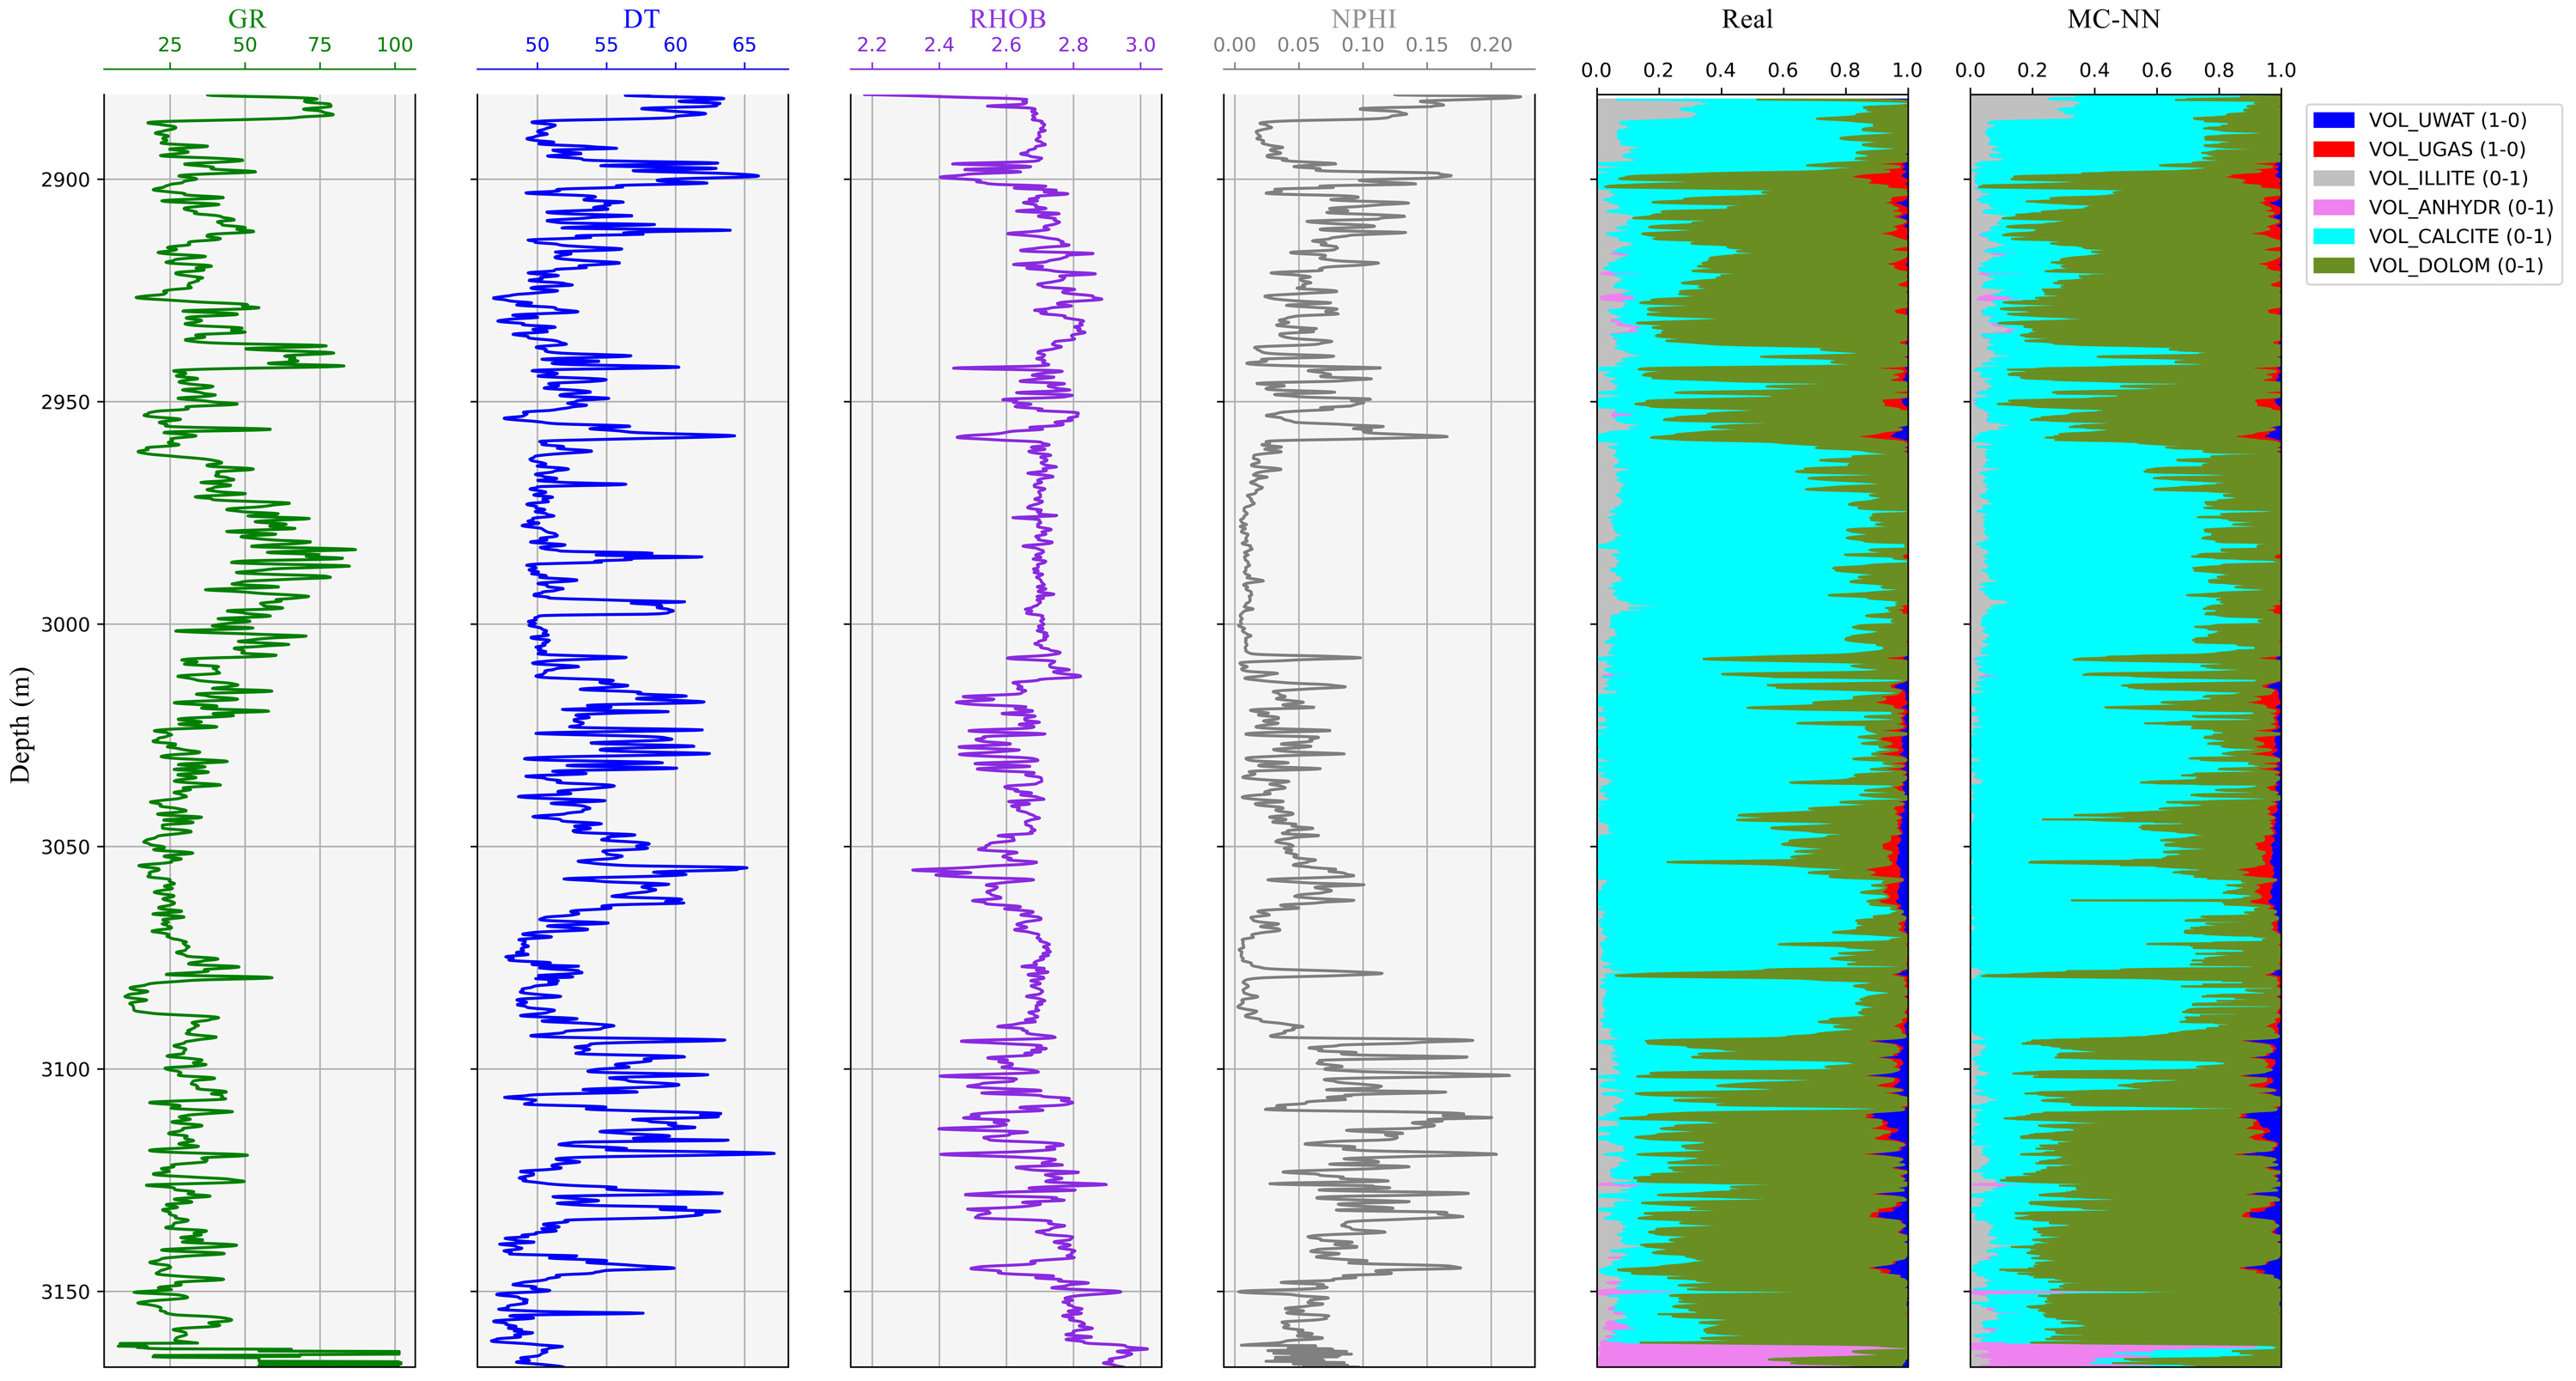 GR DT RHOB NPHI Real MC-NN
25 50 75 100 50 55 60 65 2.2 2.4 2.6 2.8 3.0 0.00 0.05 0.10 0.15 0.20
0.0 0.2 0.4 0.6 0.8 1.0 0.0 0.2 0.4 0.6 0.8 1.0
VOL_UWAT (1-0)
VOL_UGAS (1-0)
VOL_ILLITE (0-1)
VOL_ANHYDR (0-1)
VOL_CALCITE (0-1)
VOL_DOLOM (0-1)
Depth (m)
2900
2950
3000
3050
3100
3150